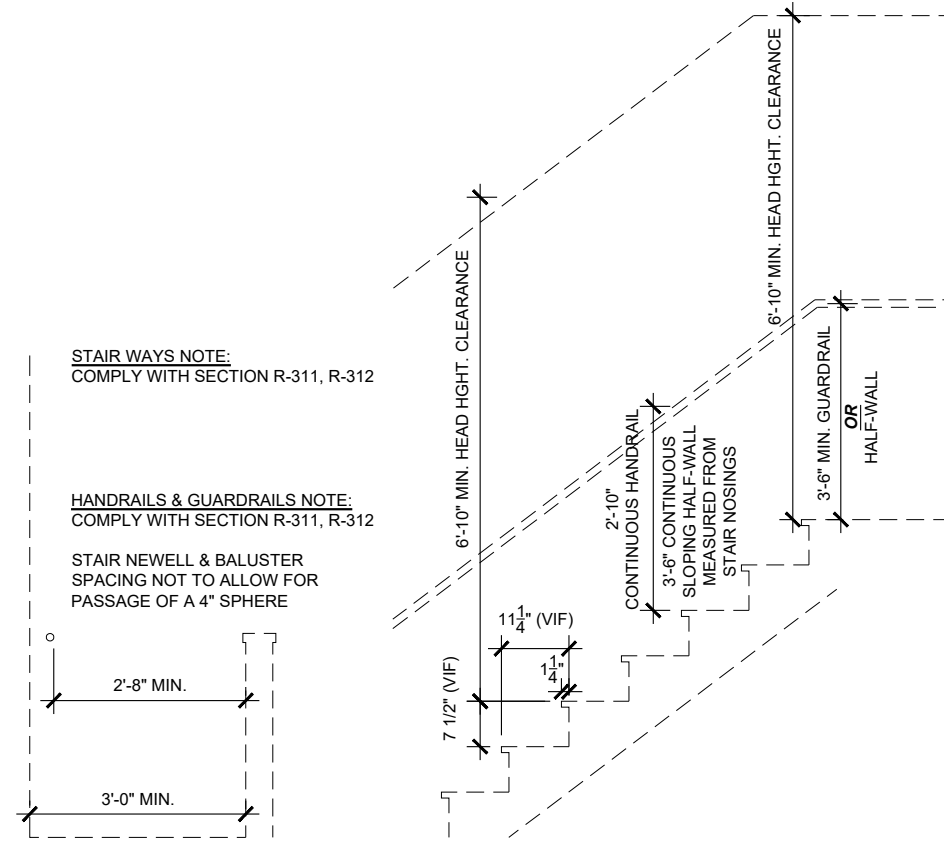 STAIR WAYS NOTE:
COMPLY WITH SECTION R-311, R-312
HANDRAILS & GUARDRAILS NOTE:
COMPLY WITH SECTION R-311, R-312
STAIR NEWELL & BALUSTER
SPACING NOT TO ALLOW FOR
PASSAGE OF A 4" SPHERE
2'-8" MIN.
3'-0" MIN.
6'-10" MIN. HEAD HGHT. CLEARANCE
7 1/2" (VIF)
11 1/4" (VIF)
1 1/4"
2'-10"
CONTINUOUS HANDRAIL
3'-6" CONTINUOUS
SLOPING HALF-WALL
MEASURED FROM
STAIR NOSINGS
6'-10" MIN. HEAD HGHT. CLEARANCE
3'-6" MIN. GUARDRAIL
OR
HALF-WALL